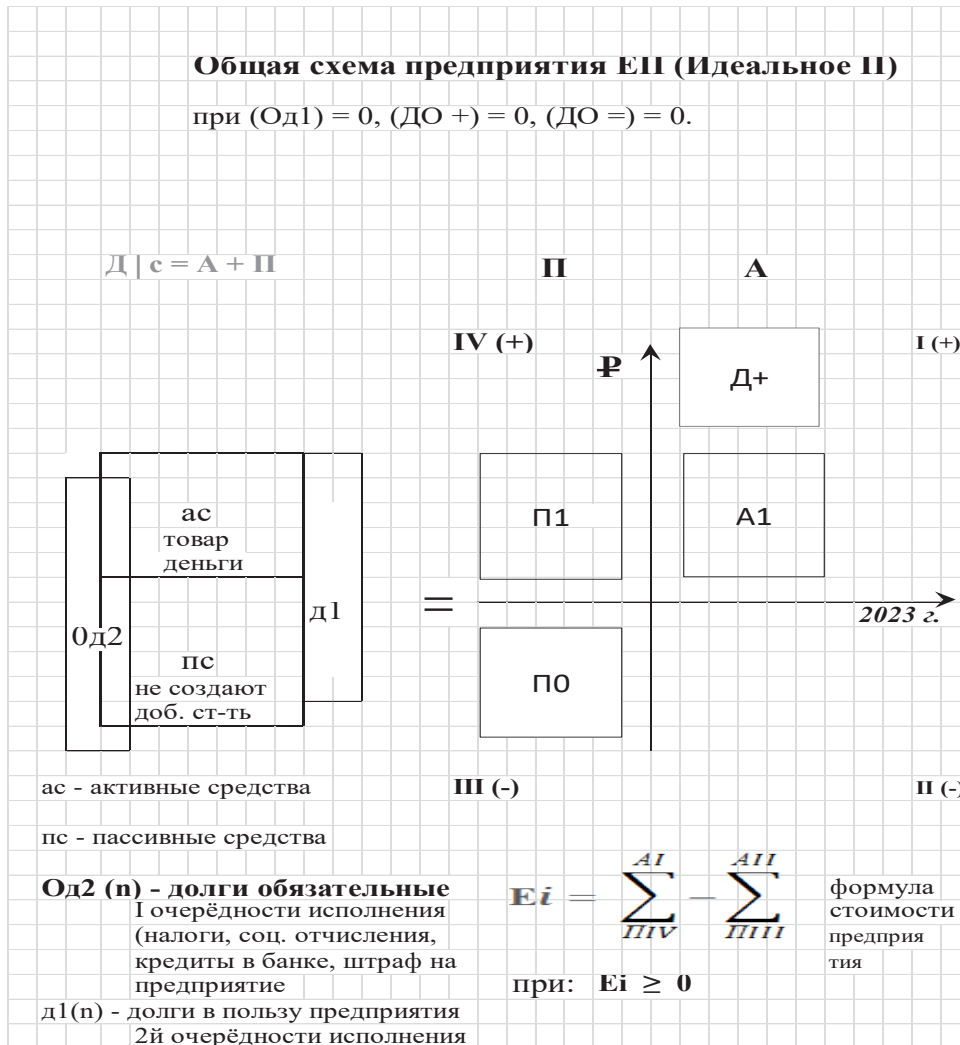 Общая схема предприятия ЕП (Идеальное П)
при (Од1) = 0, (ДО +) = 0, (ДО =) = 0.
Д | с = А + П
П
А
IV (+)
I (+)
₽
Д+
ас
товар
деньги
П1
А1
д1
=
2023 г.
0д2
пс
не создают
доб. ст-ть
П0
ас - активные средства
III (-)
II (-)
пс - пассивные средства
Од2 (n) - долги обязательные
I очерёдности исполнения
(налоги, соц. отчисления,
кредиты в банке, штраф на
предприятие
д1(n) - долги в пользу предприятия
2й очерёдности исполнения
Ei = ∑ AI ПIV - ∑ AII ПIII
формула
стоимости
предприя
тия
при: Ei ≥ 0